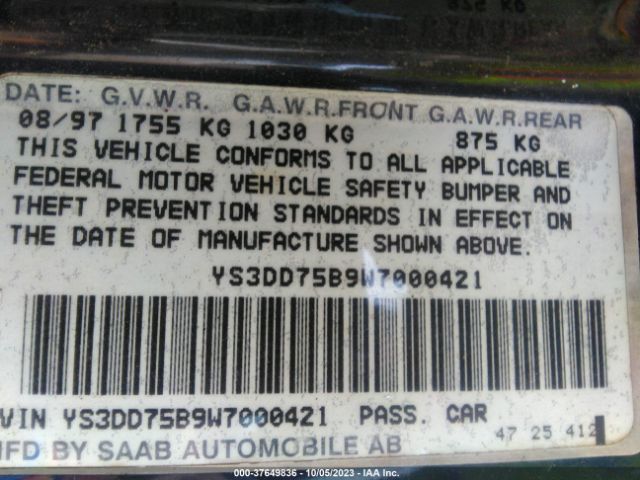 DATE: G.V.W.R. G.A.W.R.FRONT G.A.W.R.REAR
08/97 1755 KG 1030 KG 875 KG
THIS VEHICLE CONFORMS TO ALL APPLICABLE
FEDERAL MOTOR VEHICLE SAFETY BUMPER AND
THEFT PREVENTION STANDARDS IN EFFECT ON
THE DATE OF MANUFACTURE SHOWN ABOVE.
YS3DD75B9W7000421
VIN YS3DD75B9W7000421 PASS. CAR
MFD BY SAAB AUTOMOBILE AB 47 25 412
000-37649836 - 10/05/2023 - IAA Inc.